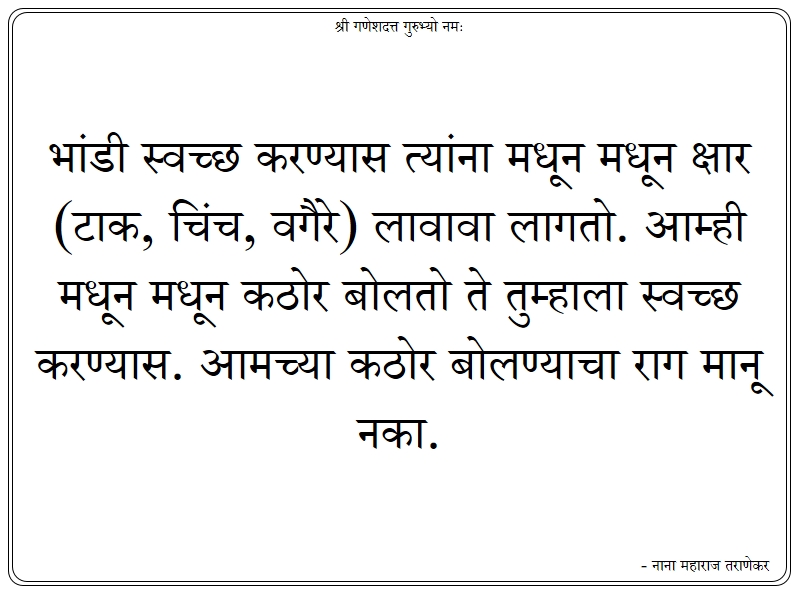 श्री गणेशदत्त गुरुभ्यो नमः
भांडी स्वच्छ करण्यास त्यांना मधून मधून क्षार
(टाक, चिंच, वगैरे) लावावा लागतो. आम्ही
मधून मधून कठोर बोलतो ते तुम्हाला स्वच्छ
करण्यास. आमच्या कठोर बोलण्याचा राग मानू
नका.
- नाना महाराज तराणेकर